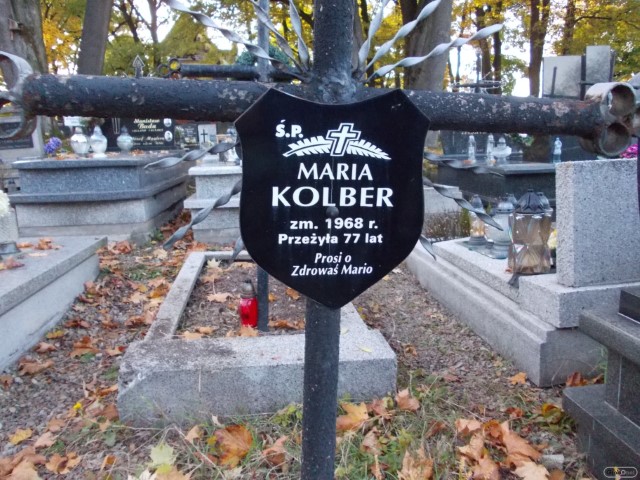 Ś.P.
MARIA
KOLBER
zm. 1968 r.
Przeżyła 77 lat
Prosi o
Zdrowaś Mario